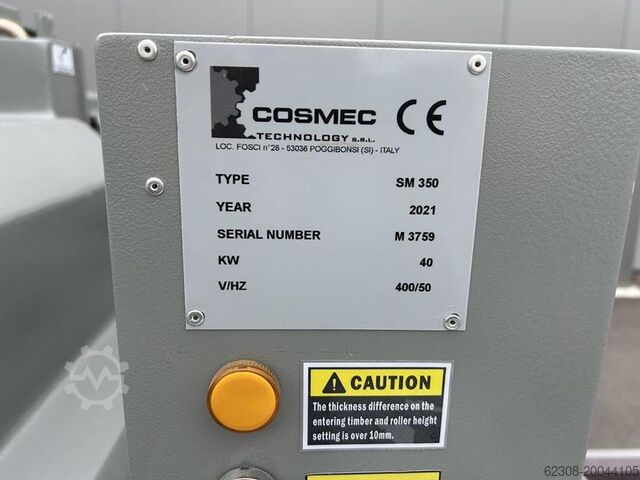 COSMEC
TECHNOLOGY S.R.L.
CE
LOC. FOSCI n°28 - 53036 POGGIBONSI (SI) - ITALY
TYPE SM 350
YEAR 2021
SERIAL NUMBER M 3759
KW 40
V/HZ 400/50
CAUTION
The thickness difference on the
entering timber and roller height
setting is over 10mm.
62308-20044105